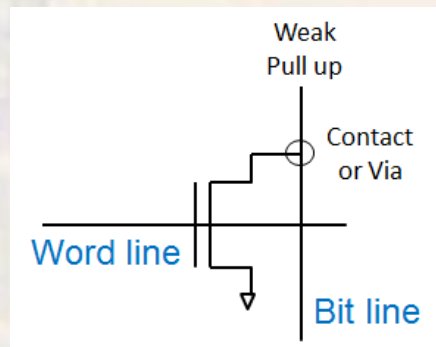 Weak
Pull up
Contact
or Via
Word line
Bit line